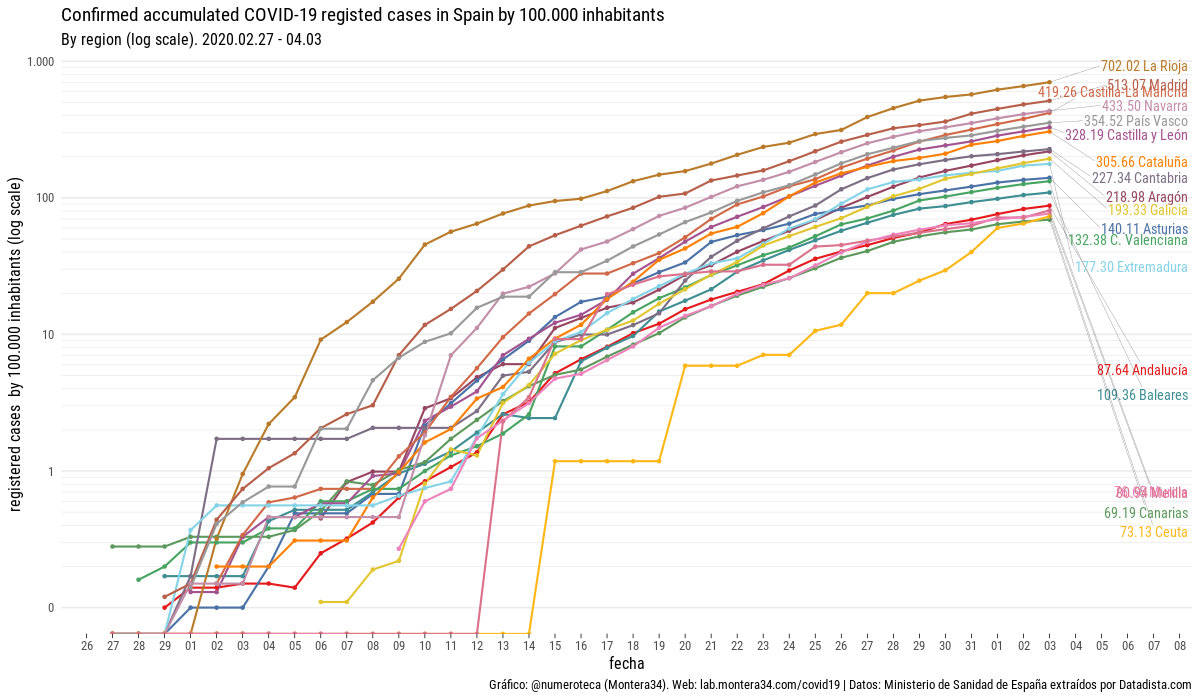 Confirmed accumulated COVID-19 registed cases in Spain by 100.000 inhabitants
By region (log scale). 2020.02.27 - 04.03
registered cases by 100.000 inhabitants (log scale)
1.000
100
10
1
0
702.02 La Rioja
513.07 Madrid
419.26 Castilla-La Mancha
433.50 Navarra
354.52 País Vasco
328.19 Castilla y León
305.66 Cataluña
227.34 Cantabria
218.98 Aragón
193.33 Galicia
140.11 Asturias
132.38 C. Valenciana
177.30 Extremadura
87.64 Andalucía
109.36 Baleares
80.94 Murcia
Melilla
69.19 Canarias
73.13 Ceuta
26 27 28 29 01 02 03 04 05 06 07 08 09 10 11 12 13 14 15 16 17 18 19 20 21 22 23 24 25 26 27 28 29 30 31 01 02 03 04 05 06 07 08
fecha
Gráfico: @numeroteca (Montera34). Web: lab.montera34.com/covid19 | Datos: Ministerio de Sanidad de España extraídos por Datadista.com